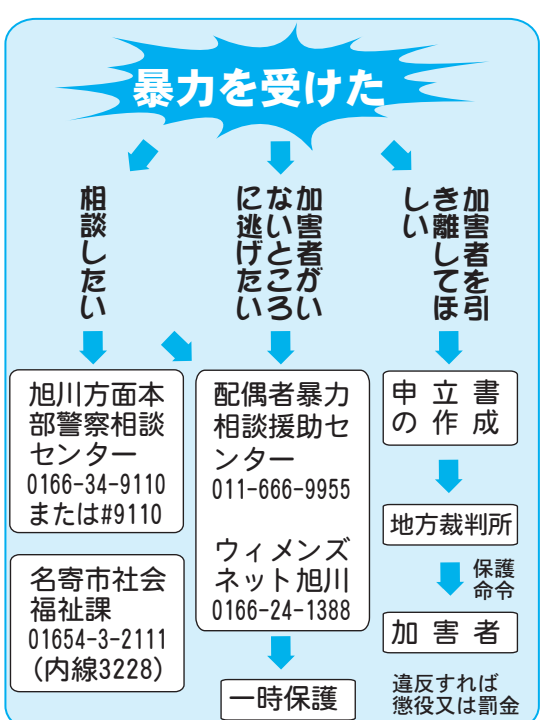 暴力を受けた
相談したい
加害者がい
ないところ
に逃げたい
加害者を引
き離してほ
しい
旭川方面本
部警察相談
センター
0166-34-9110
または#9110
名寄市社会
福祉課
01654-3-2111
(内線3228)
配偶者暴力
相談援助セ
ンター
011-666-9955
ウィメンズ
ネット旭川
0166-24-1388
一時保護
申立書
の作成
地方裁判所
保護
命令
加害者
違反すれば
懲役又は罰金